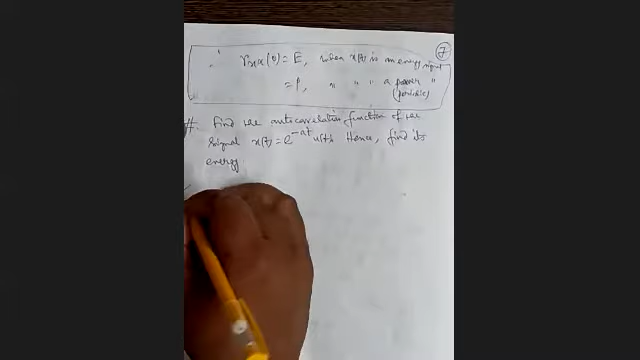 7
∴ γxx(0) = E, when x(t) is an energy signal
= P, " " " a power "
(periodic)
#. Find the autocorrelation function of the
signal x(t) = e^-at u(t). Hence, find its
energy